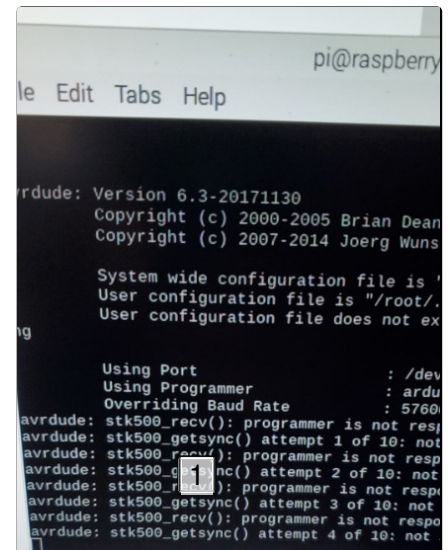 pi@raspberry
le Edit Tabs Help
vrdude: Version 6.3-20171130
Copyright (c) 2000-2005 Brian Dean
Copyright (c) 2007-2014 Joerg Wuns
System wide configuration file is "
User configuration file is "/root/.
User configuration file does not ex
ng
Using Port : /dev
Using Programmer : ardu
Overriding Baud Rate : 5760
avrdude: stk500_recv(): programmer is not resp
avrdude: stk500_getsync() attempt 1 of 10: not
avrdude: stk500_recv(): programmer is not resp
avrdude: stk500_getsync() attempt 2 of 10: not
avrdude: stk500_recv(): programmer is not respo
avrdude: stk500_getsync() attempt 3 of 10: not
avrdude: stk500_recv(): programmer is not respo
avrdude: stk500_getsync() attempt 4 of 10: not
1